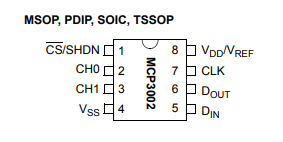 MSOP, PDIP, SOIC, TSSOP
CS/SHDN 1 8 VDD/VREF
CH0 2 7 CLK
CH1 3 6 DOUT
VSS 4 5 DIN
MCP3002